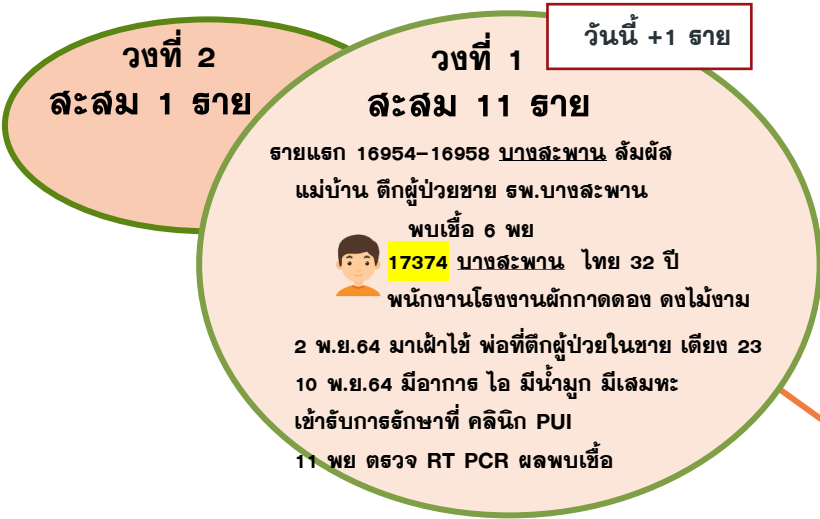 วันนี้ +1 ราย
วงที่ 2
สะสม 1 ราย
วงที่ 1
สะสม 11 ราย
รายแรก 16954-16958 บางสะพาน สัมผัส
แม่บ้าน ตึกผู้ป่วยชาย รพ.บางสะพาน
พบเชื้อ 6 พย
17374 บางสะพาน ไทย 32 ปี
พนักงานโรงงานผักกาดดอง ดงไม้งาม
2 พ.ย.64 มาเฝ้าไข้ พ่อที่ตึกผู้ป่วยในชาย เตียง 23
10 พ.ย.64 มีอาการ ไอ มีน้ำมูก มีเสมหะ
เข้ารับการรักษาที่ คลินิก PUI
11 พย ตรวจ RT PCR ผลพบเชื้อ